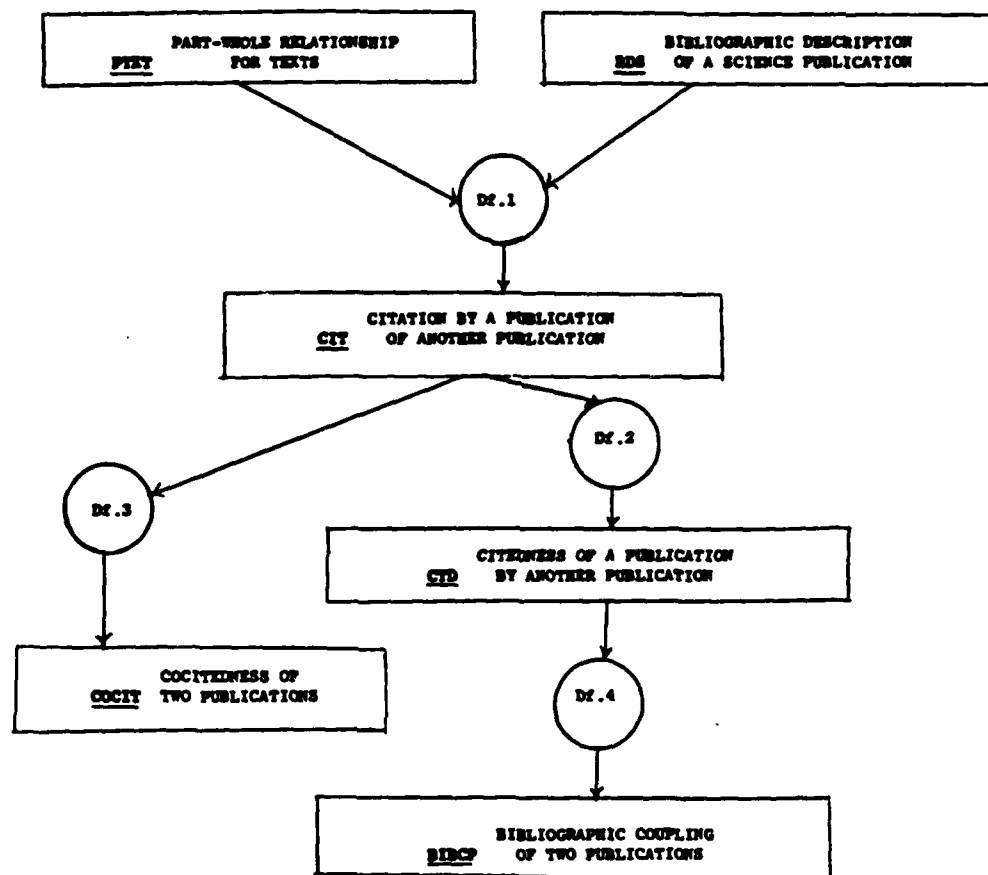 PART-WHOLE RELATIONSHIP
PTXT FOR TEXTS
BIBLIOGRAPHIC DESCRIPTION
BDS OF A SCIENCE PUBLICATION
Df.1
CITATION BY A PUBLICATION
CIT OF ANOTHER PUBLICATION
Df.2
Df.3
CITEDNESS OF A PUBLICATION
CTD BY ANOTHER PUBLICATION
COCITEDNESS OF
COCIT TWO PUBLICATIONS
Df.4
BIBLIOGRAPHIC COUPLING
BIBCP OF TWO PUBLICATIONS